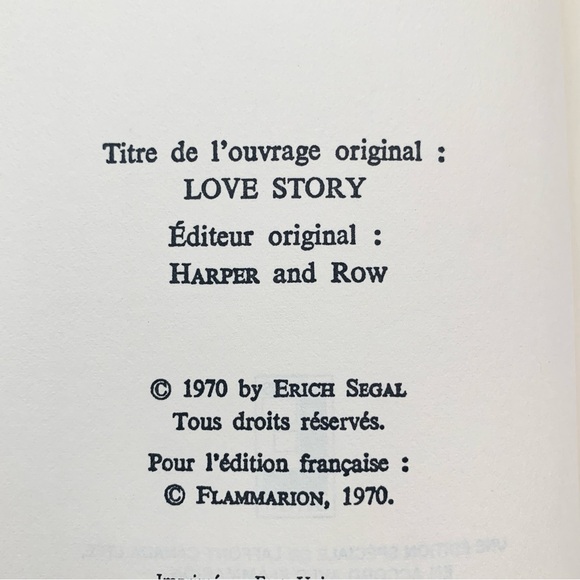 Titre de l'ouvrage original :
LOVE STORY
Éditeur original :
HARPER and ROW
© 1970 by ERICH SEGAL
Tous droits réservés.
Pour l'édition française :
© FLAMMARION, 1970.